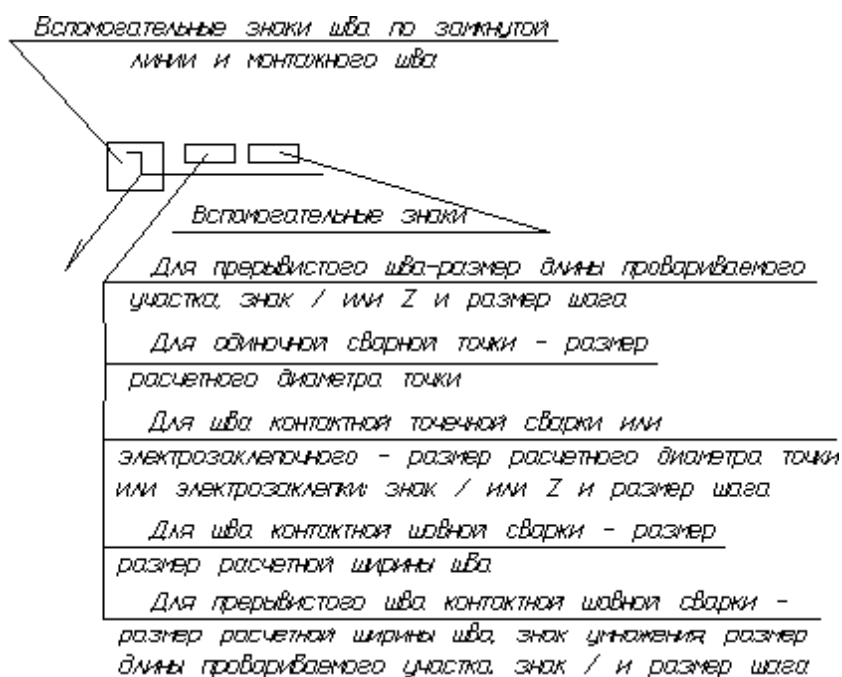 Вспомогательные знаки шва по замкнутой
линии и монтажного шва
Вспомогательные знаки
Для прерывистого шва-размер длины провариваемого
участка, знак / или Z и размер шага
Для одиночной сварной точки - размер
расчетного диаметра точки
Для шва контактной точечной сварки или
электрозаклепочного - размер расчетного диаметра точки
или электрозаклепки; знак / или Z и размер шага
Для шва контактной шовной сварки - размер
размер расчетной ширины шва
Для прерывистого шва контактной шовной сварки -
размер расчетной ширины шва, знак умножения, размер
длины провариваемого участка, знак / и размер шага